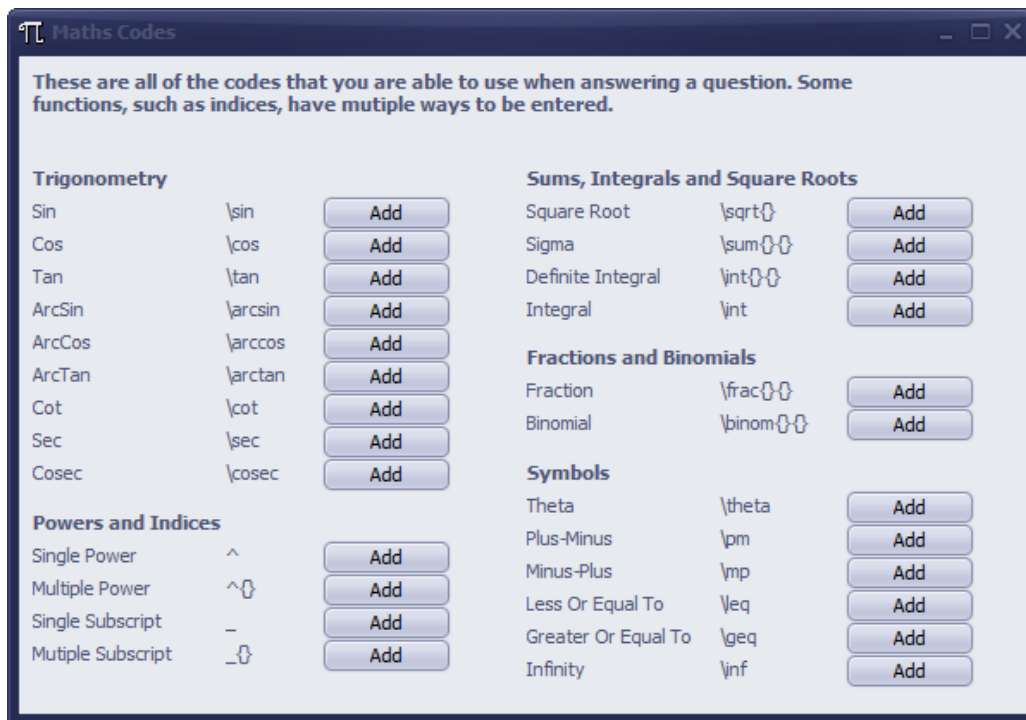 Maths Codes
These are all of the codes that you are able to use when answering a question. Some
functions, such as indices, have mutiple ways to be entered.
Trigonometry
Sin \sin Add
Cos \cos Add
Tan \tan Add
ArcSin \arcsin Add
ArcCos \arccos Add
ArcTan \arctan Add
Cot \cot Add
Sec \sec Add
Cosec \cosec Add
Powers and Indices
Single Power ^ Add
Multiple Power ^{} Add
Single Subscript _ Add
Mutiple Subscript _{} Add
Sums, Integrals and Square Roots
Square Root \sqrt{} Add
Sigma \sum{}{} Add
Definite Integral \int{}{} Add
Integral \int Add
Fractions and Binomials
Fraction \frac{}{} Add
Binomial \binom{}{} Add
Symbols
Theta \theta Add
Plus-Minus \pm Add
Minus-Plus \mp Add
Less Or Equal To \leq Add
Greater Or Equal To \geq Add
Infinity \inf Add